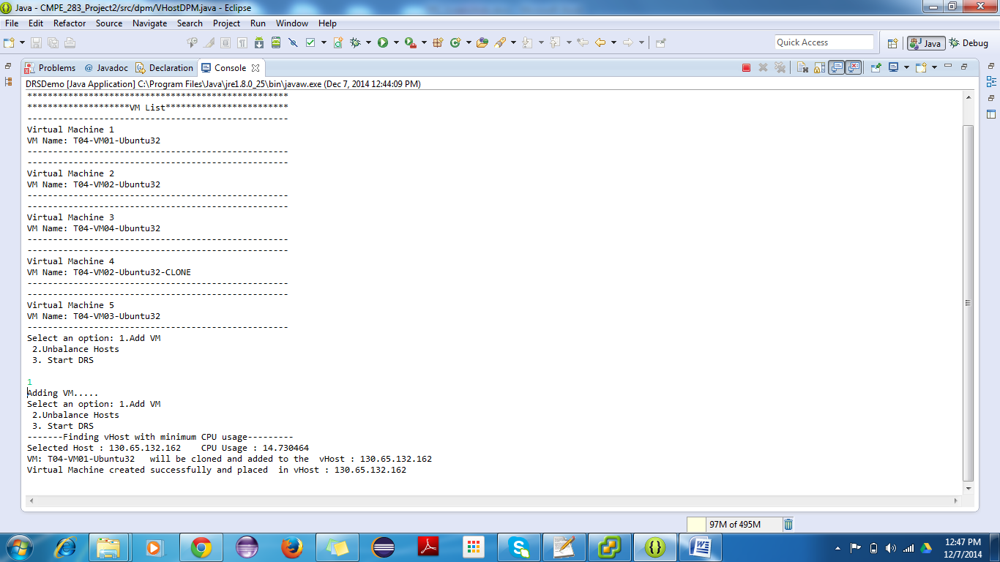 Java - CMPE_283_Project2/src/dpm/VHostDPM.java - Eclipse
File Edit Refactor Source Navigate Search Project Run Window Help
Quick Access Java Debug
Problems @ Javadoc Declaration Console
DRSDemo [Java Application] C:\Program Files\Java\jre1.8.0_25\bin\javaw.exe (Dec 7, 2014 12:44:09 PM)
***************************************************
********************VM List************************
---------------------------------------------------
Virtual Machine 1
VM Name: T04-VM01-Ubuntu32
---------------------------------------------------
---------------------------------------------------
Virtual Machine 2
VM Name: T04-VM02-Ubuntu32
---------------------------------------------------
---------------------------------------------------
Virtual Machine 3
VM Name: T04-VM04-Ubuntu32
---------------------------------------------------
---------------------------------------------------
Virtual Machine 4
VM Name: T04-VM02-Ubuntu32-CLONE
---------------------------------------------------
---------------------------------------------------
Virtual Machine 5
VM Name: T04-VM03-Ubuntu32
---------------------------------------------------
Select an option: 1.Add VM
2.Unbalance Hosts
3. Start DRS
1
Adding VM.....
Select an option: 1.Add VM
2.Unbalance Hosts
3. Start DRS
-------Finding vHost with minimum CPU usage---------
Selected Host : 130.65.132.162    CPU Usage : 14.730464
VM: T04-VM01-Ubuntu32   will be cloned and added to the  vHost : 130.65.132.162
Virtual Machine created successfully and placed  in vHost : 130.65.132.162
97M of 495M
12:47 PM
12/7/2014